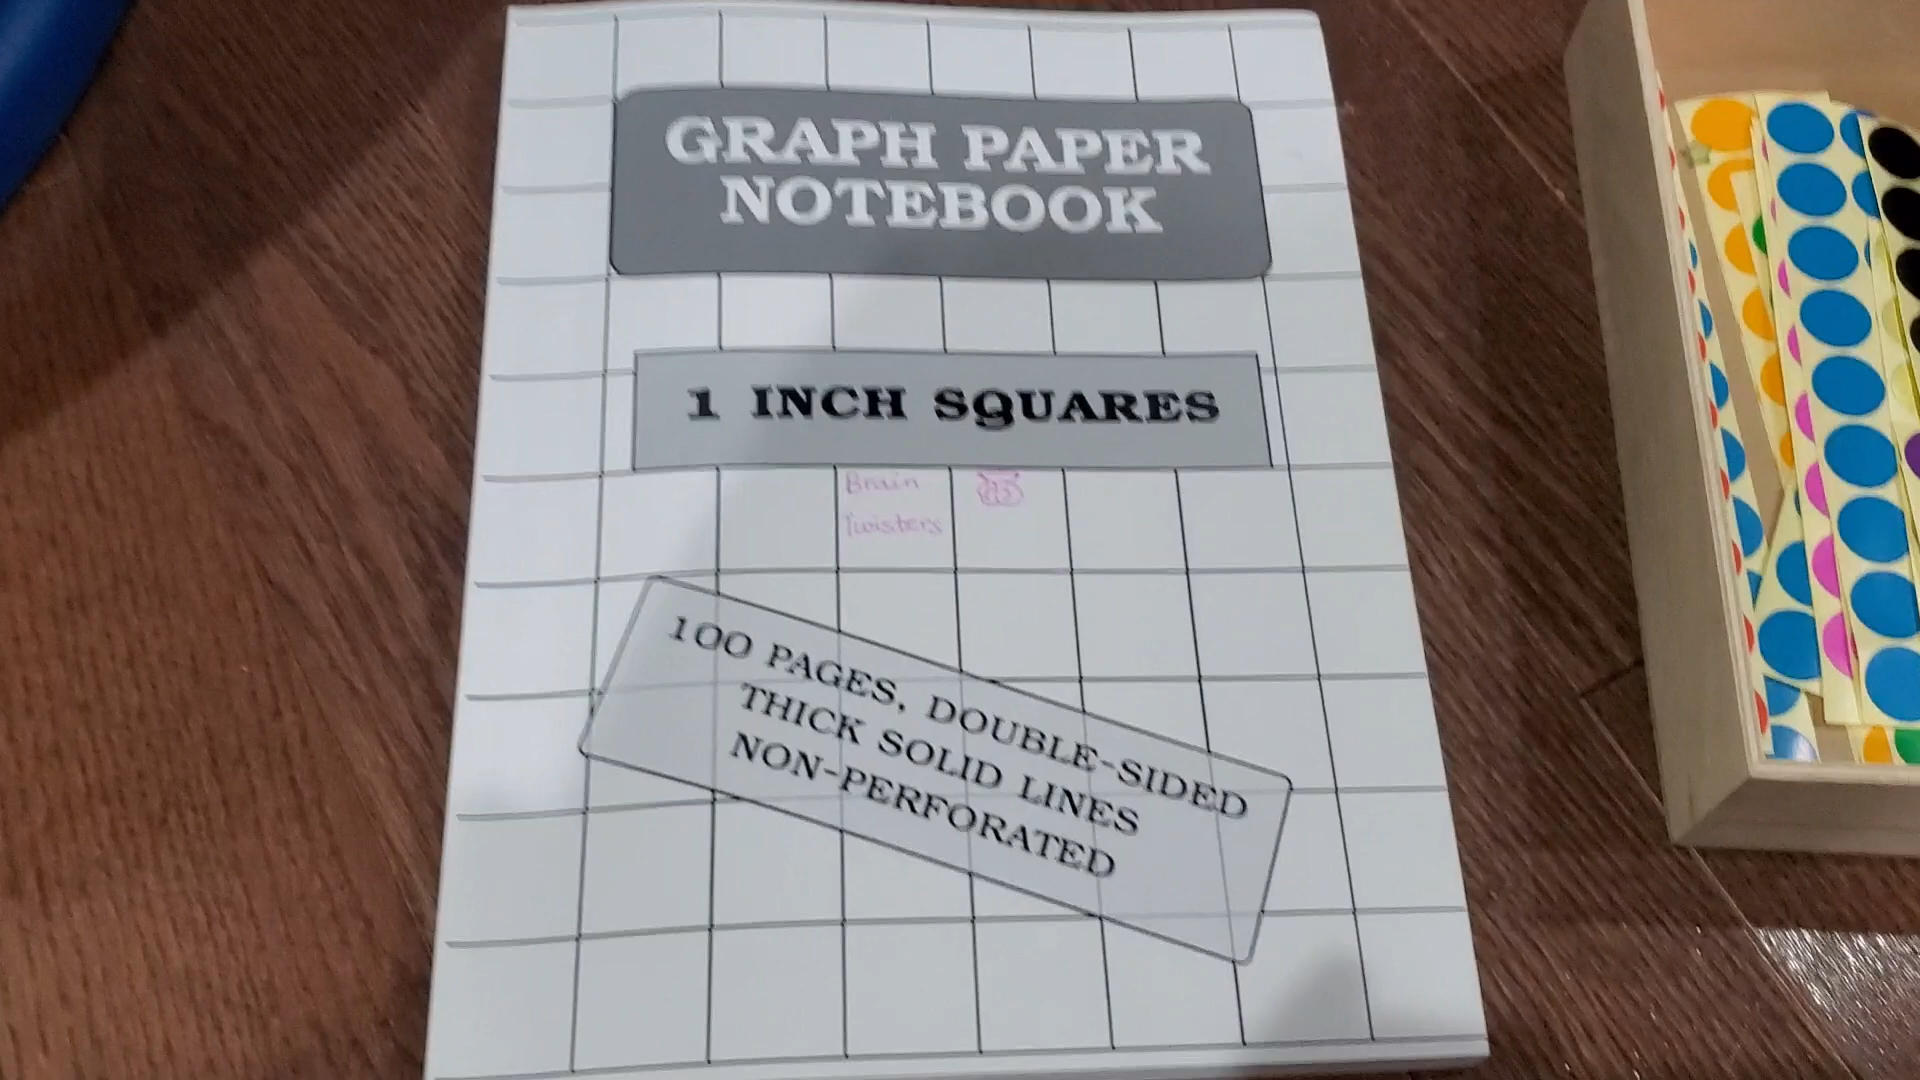 GRAPH PAPER
NOTEBOOK
1 INCH SQUARES
Brain
Twisters
100 PAGES, DOUBLE-SIDED
THICK SOLID LINES
NON-PERFORATED